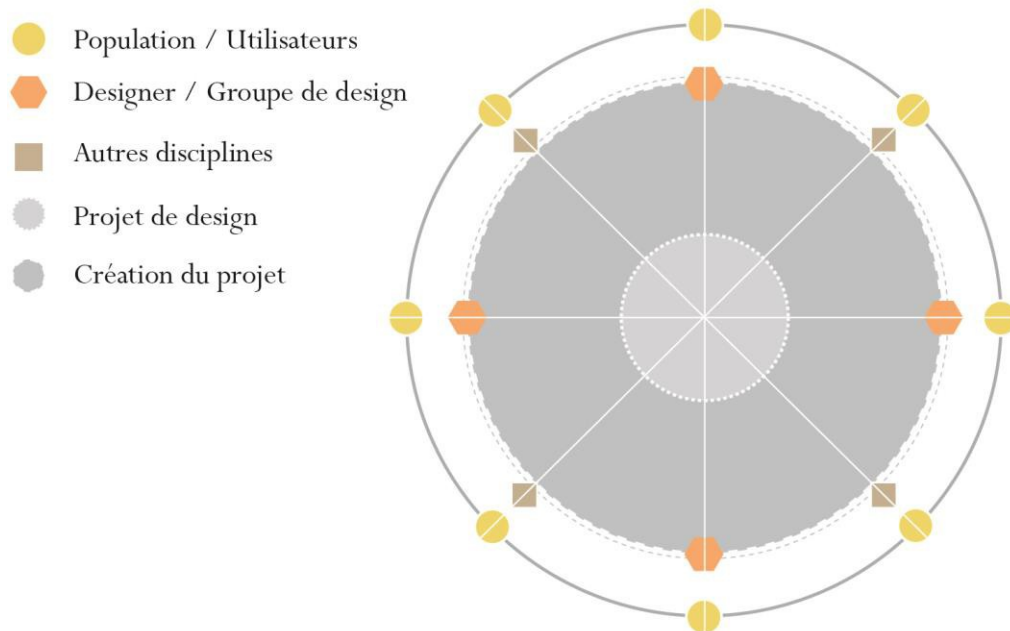 Population / Utilisateurs
Designer / Groupe de design
Autres disciplines
Projet de design
Création du projet